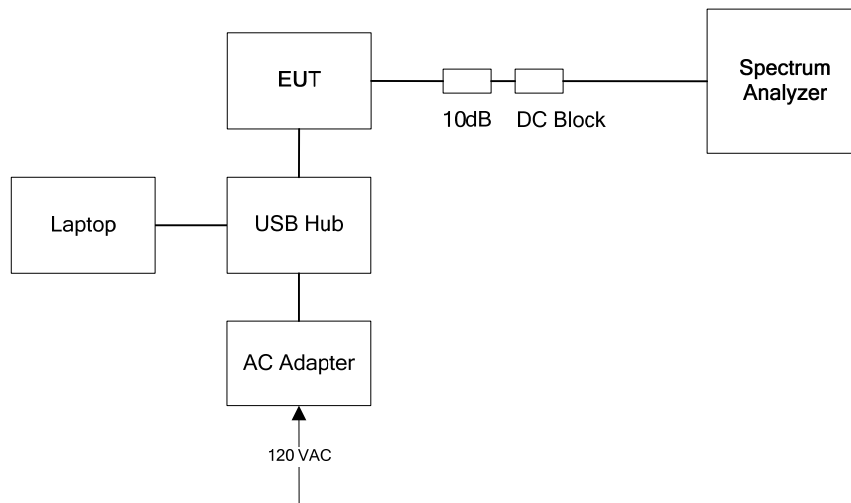 EUT
10dB
DC Block
Spectrum
Analyzer
Laptop
USB Hub
AC Adapter
120 VAC